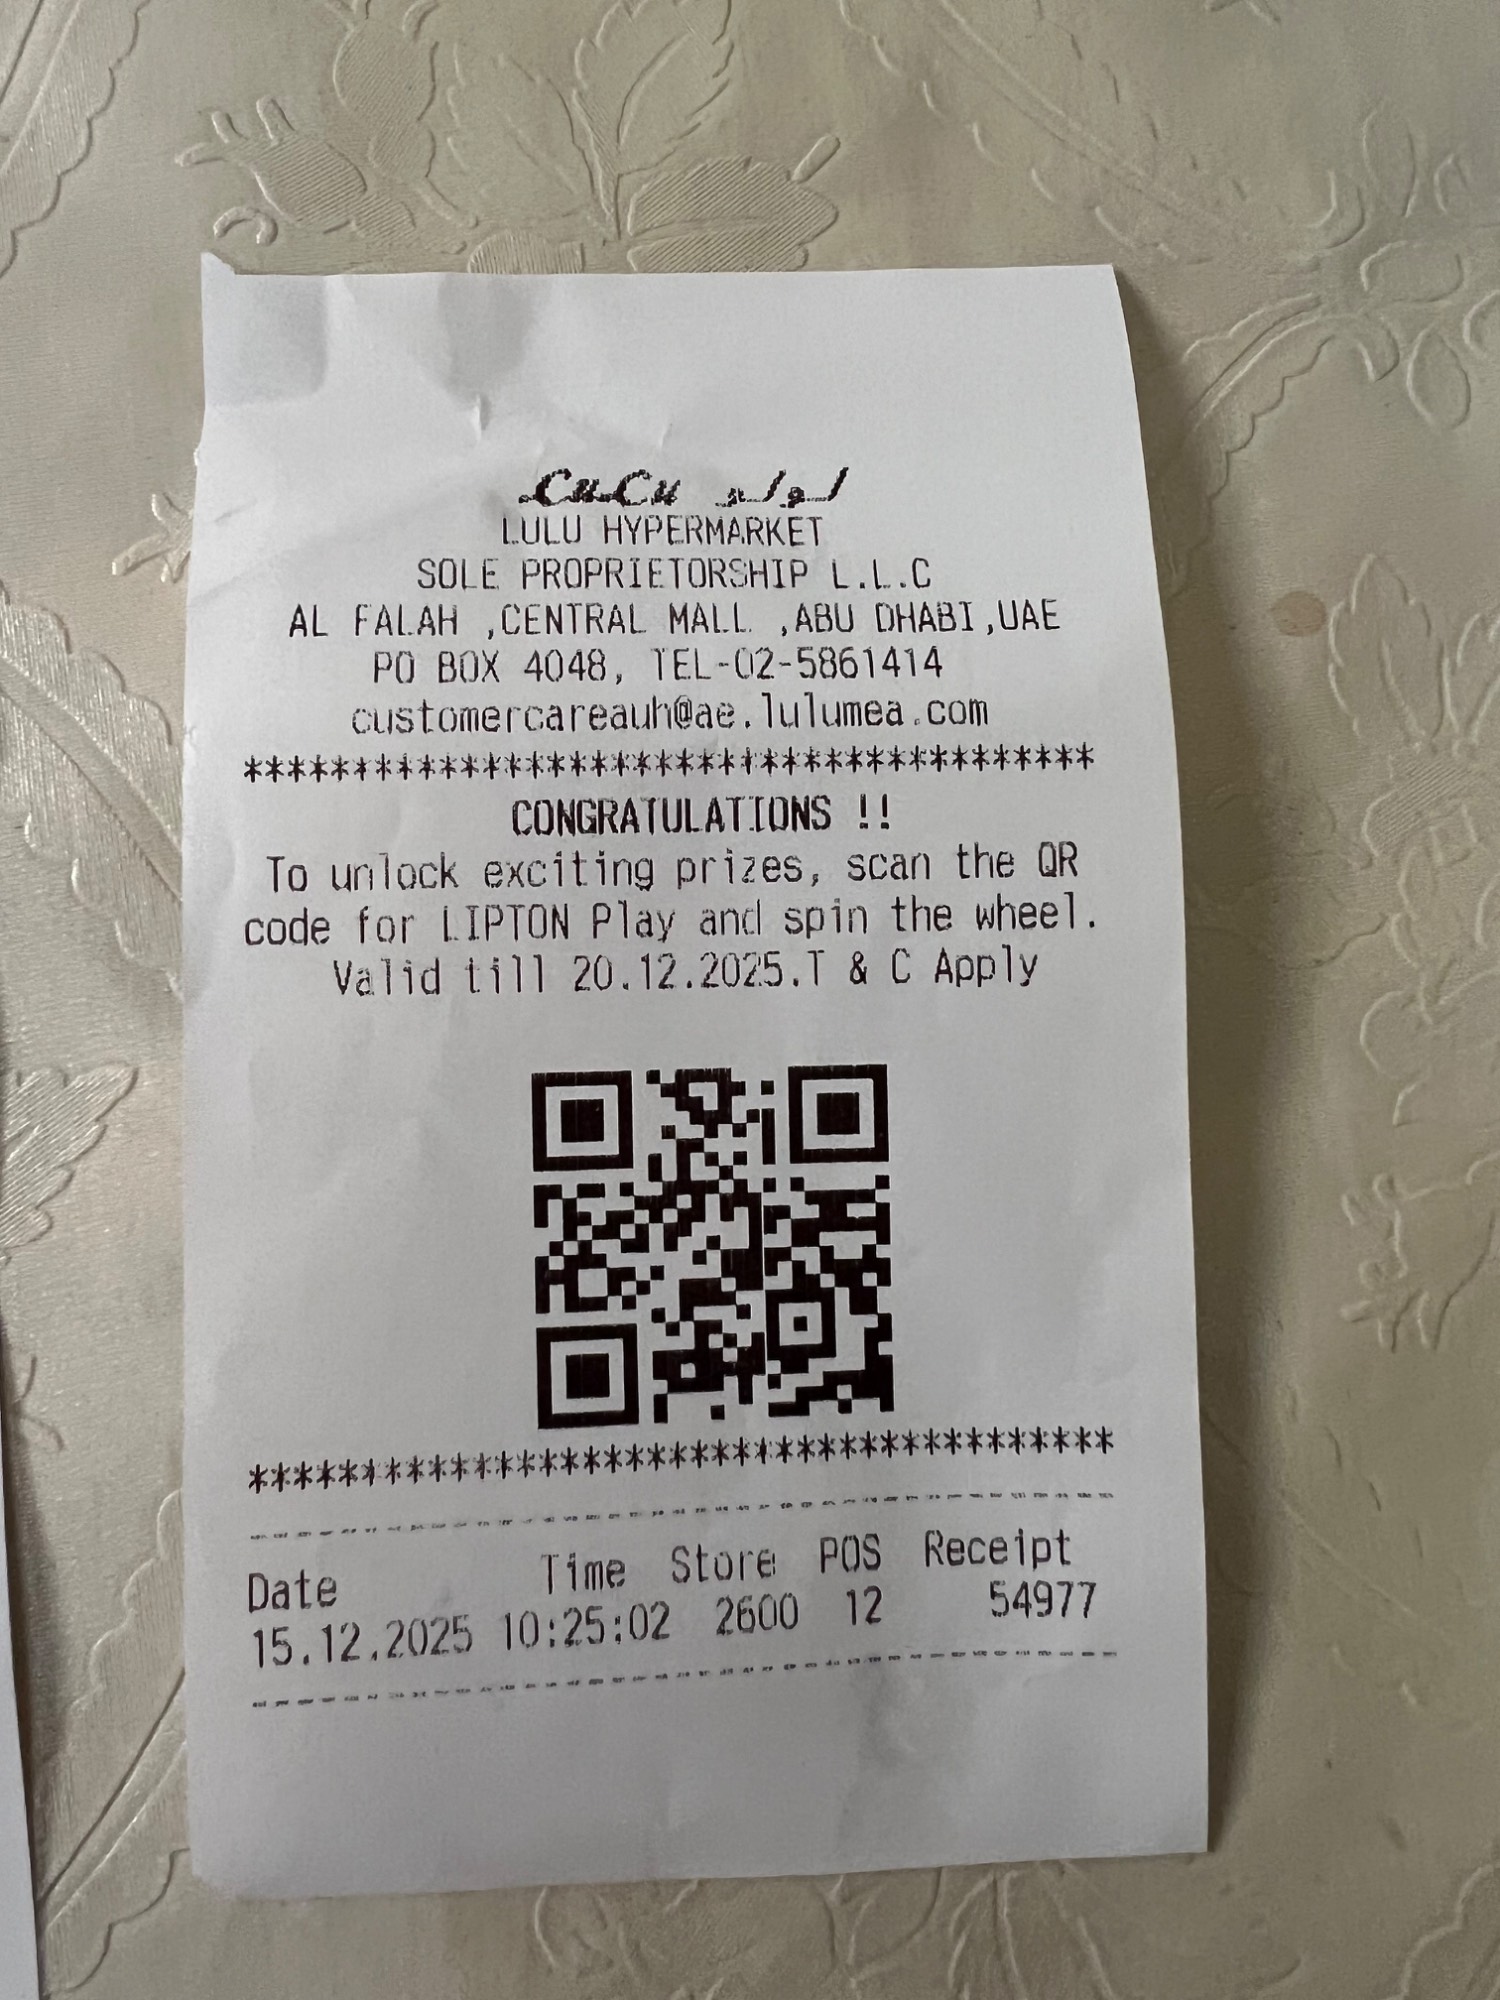 LuLu لولو
LULU HYPERMARKET
SOLE PROPRIETORSHIP L.L.C
AL FALAH ,CENTRAL MALL ,ABU DHABI,UAE
PO BOX 4048, TEL-02-5861414
customercareauh@ae.lulumea.com
****************************************
CONGRATULATIONS !!
To unlock exciting prizes, scan the QR
code for LIPTON Play and spin the wheel.
Valid till 20.12.2025.T & C Apply
****************************************
----------------------------------------
Date Time Store POS Receipt
15.12.2025 10:25:02 2600 12 54977
----------------------------------------